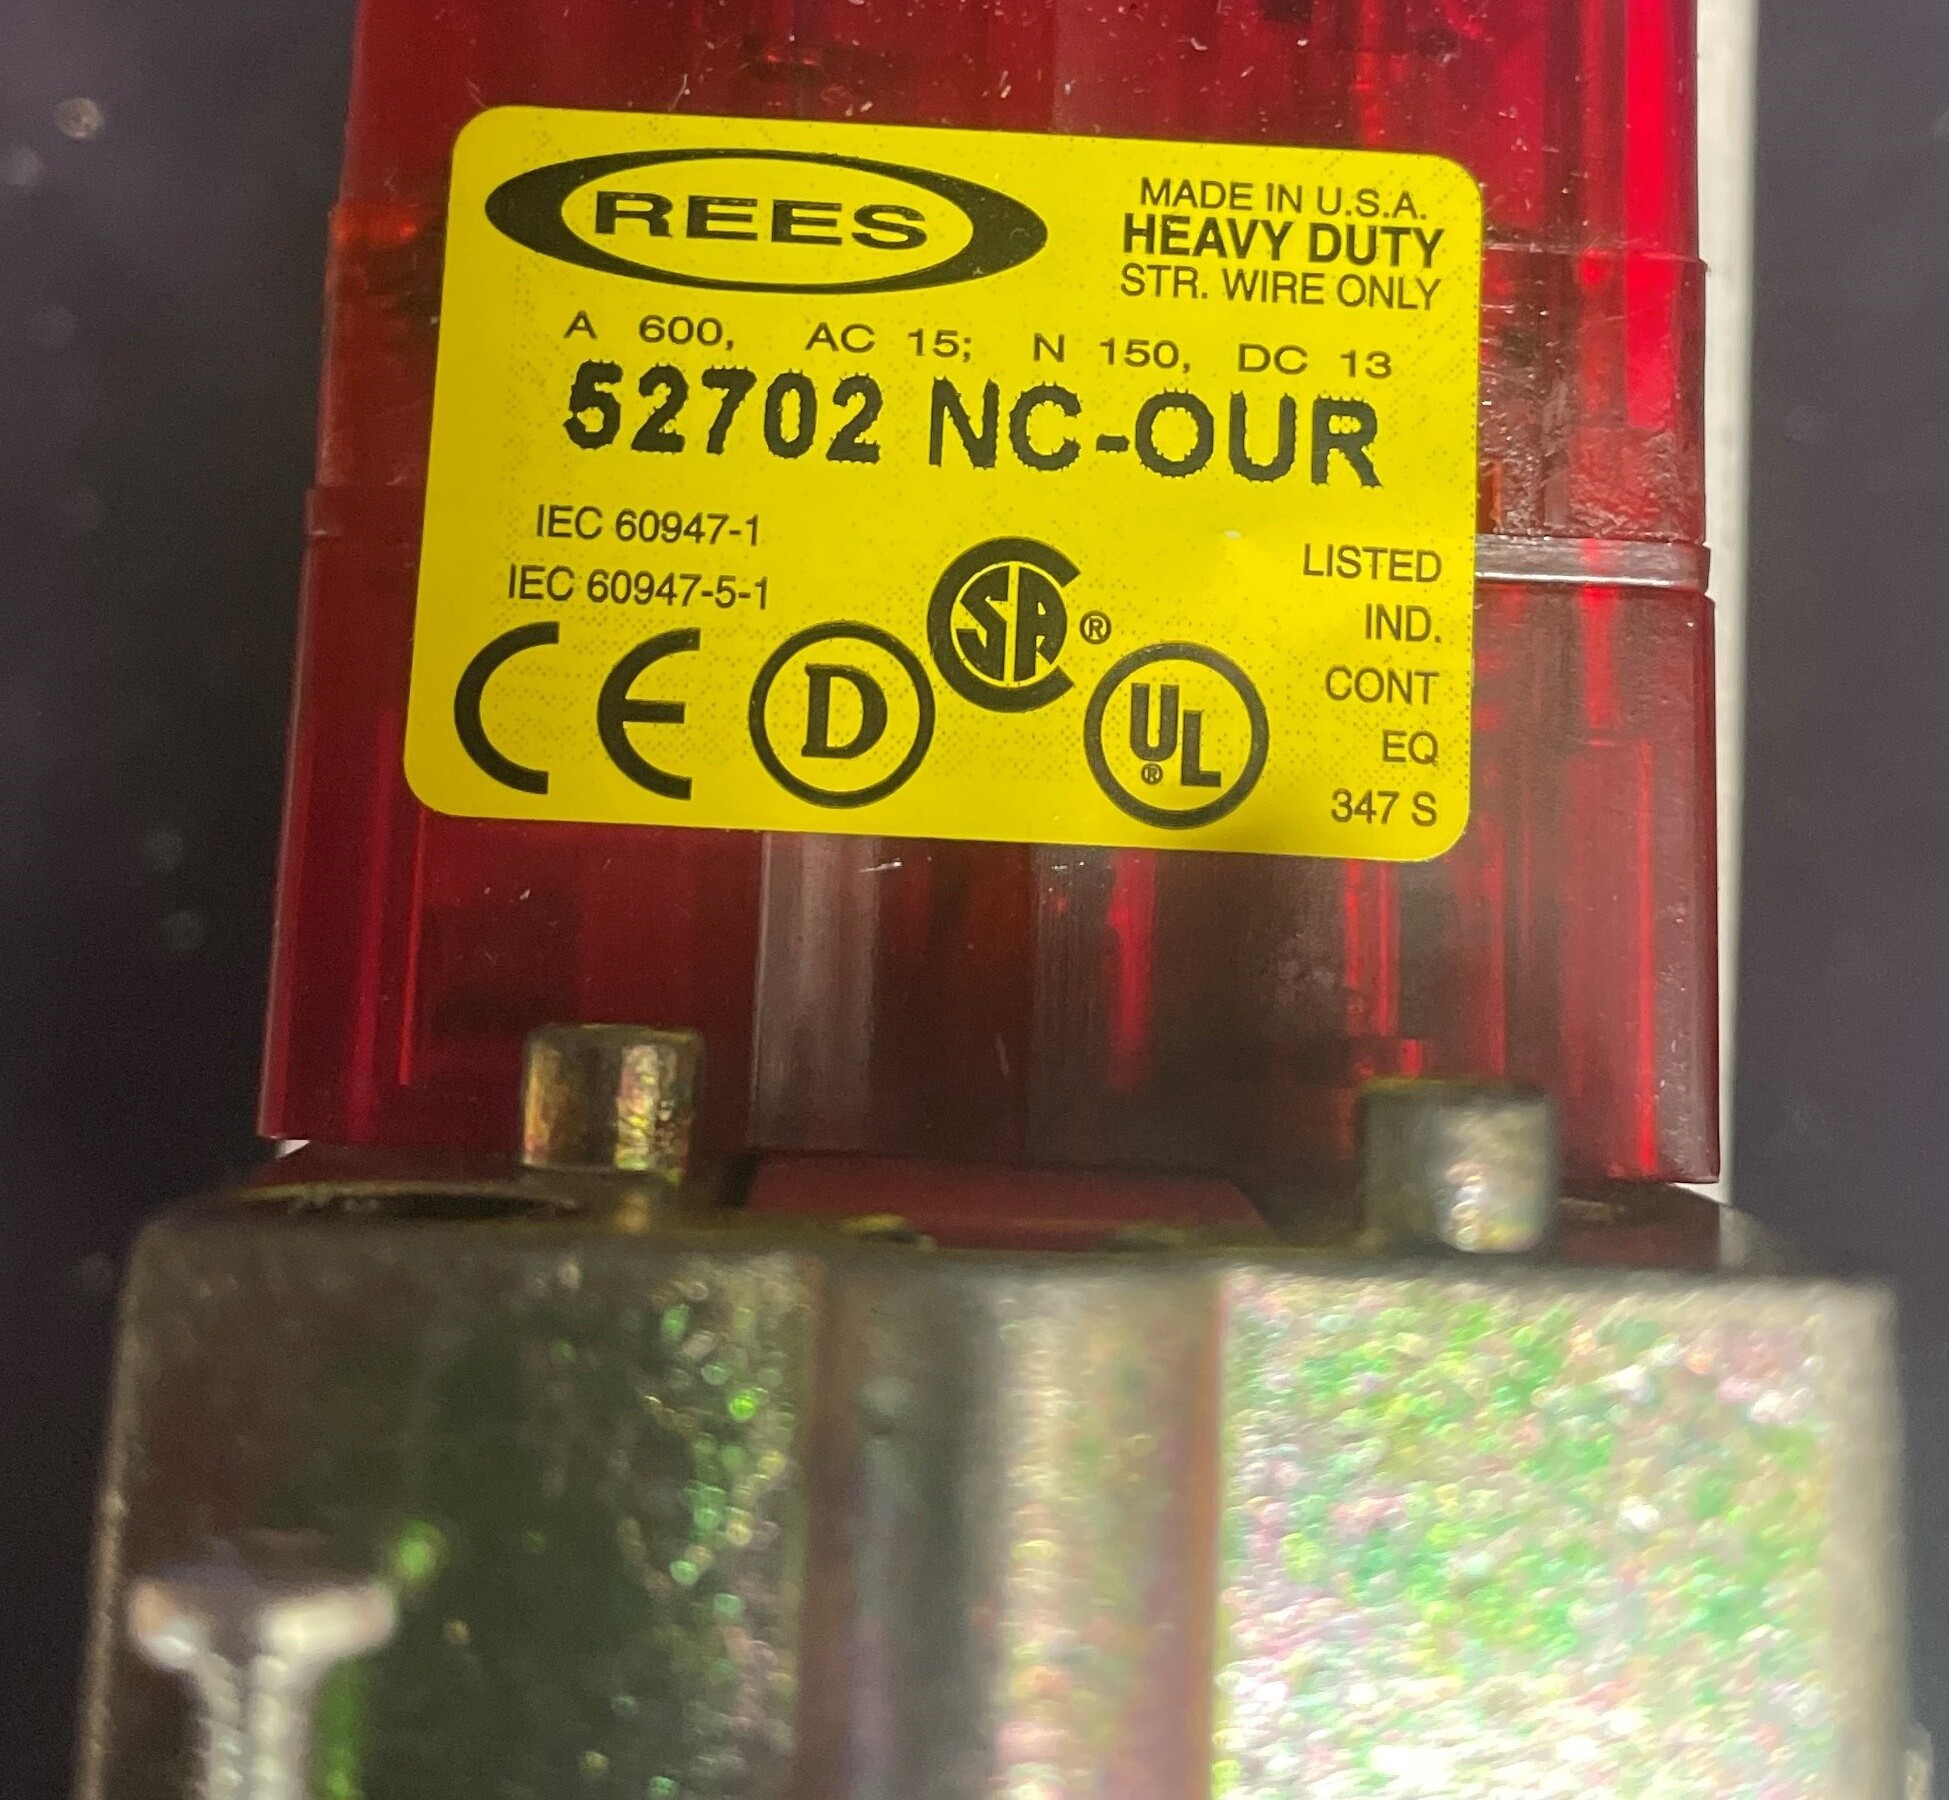 REES
MADE IN U.S.A.
HEAVY DUTY
STR. WIRE ONLY
A 600, AC 15; N 150, DC 13
52702 NC-OUR
IEC 60947-1
IEC 60947-5-1
CE
D
CSA ®
UL ®
LISTED
IND.
CONT
EQ
347 S